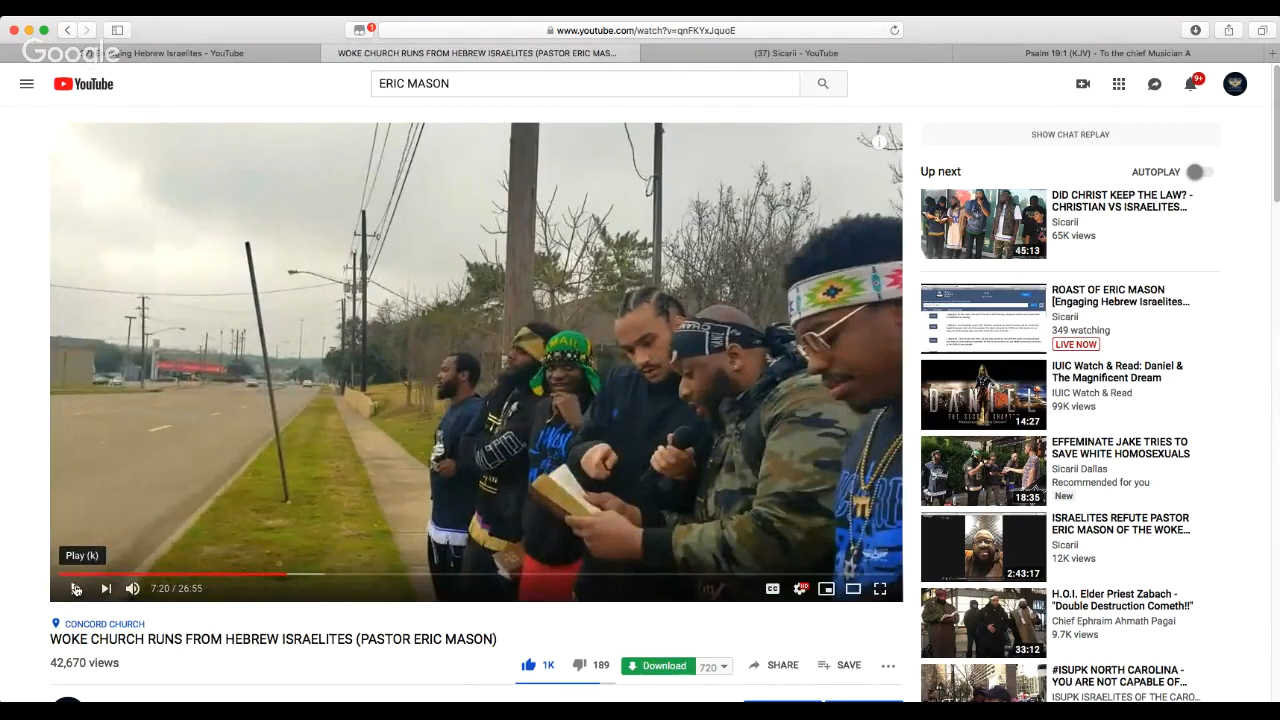 1
www.youtube.com/watch?v=qnFKYxJquoE
Google
Engaging Hebrew Israelites - YouTube
WOKE CHURCH RUNS FROM HEBREW ISRAELITES (PASTOR ERIC MAS...
(37) Sicarii - YouTube
Psalm 19:1 (KJV) - To the chief Musician A
YouTube
ERIC MASON
9+
SHOW CHAT REPLAY
Up next
AUTOPLAY
DID CHRIST KEEP THE LAW? -
CHRISTIAN VS ISRAELITES...
Sicarii
65K views
45:13
ROAST OF ERIC MASON
[Engaging Hebrew Israelites...
Sicarii
349 watching
LIVE NOW
IUIC Watch & Read: Daniel &
The Magnificent Dream
IUIC Watch & Read
99K views
DANIEL
14:27
EFFEMINATE JAKE TRIES TO
SAVE WHITE HOMOSEXUALS
Sicarii Dallas
Recommended for you
New
18:35
ISRAELITES REFUTE PASTOR
ERIC MASON OF THE WOKE...
Sicarii
12K views
2:43:17
H.O.I. Elder Priest Zabach -
"Double Destruction Cometh!!"
Chief Ephraim Ahmath Pagai
9.7K views
33:12
#ISUPK NORTH CAROLINA -
YOU ARE NOT CAPABLE OF...
ISUPK ISRAELITES OF THE CARO...
Play (k)
7:20 / 26:55
CC
HD
CONCORD CHURCH
WOKE CHURCH RUNS FROM HEBREW ISRAELITES (PASTOR ERIC MASON)
42,670 views
1K
189
Download
720
SHARE
SAVE